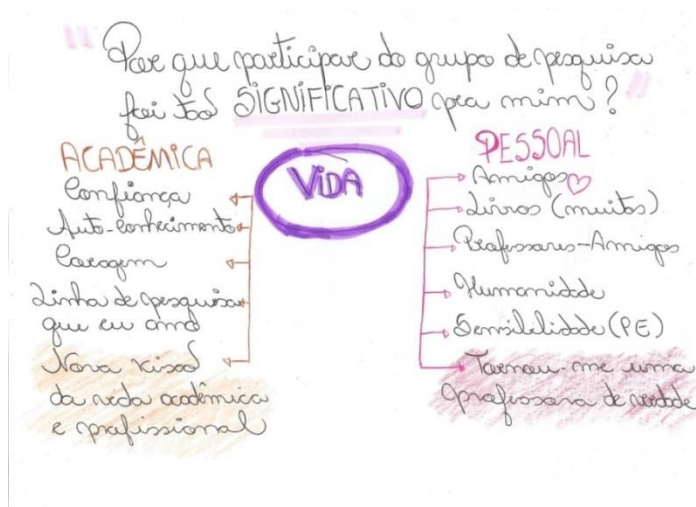 "Por que participar do grupo de pesquisa
foi tão SIGNIFICATIVO pra mim?"
VIDA
ACADÊMICA
Confiança
Auto-conhecimento
Coragem
Linha de pesquisa
que eu amo
Nova visão
da vida acadêmica
e profissional
PESSOAL
Amigos ♡
Livros (muitos)
Professores-Amigos
Humanidade
Sensibilidade (PE)
Tornou-me uma
professora de verdade